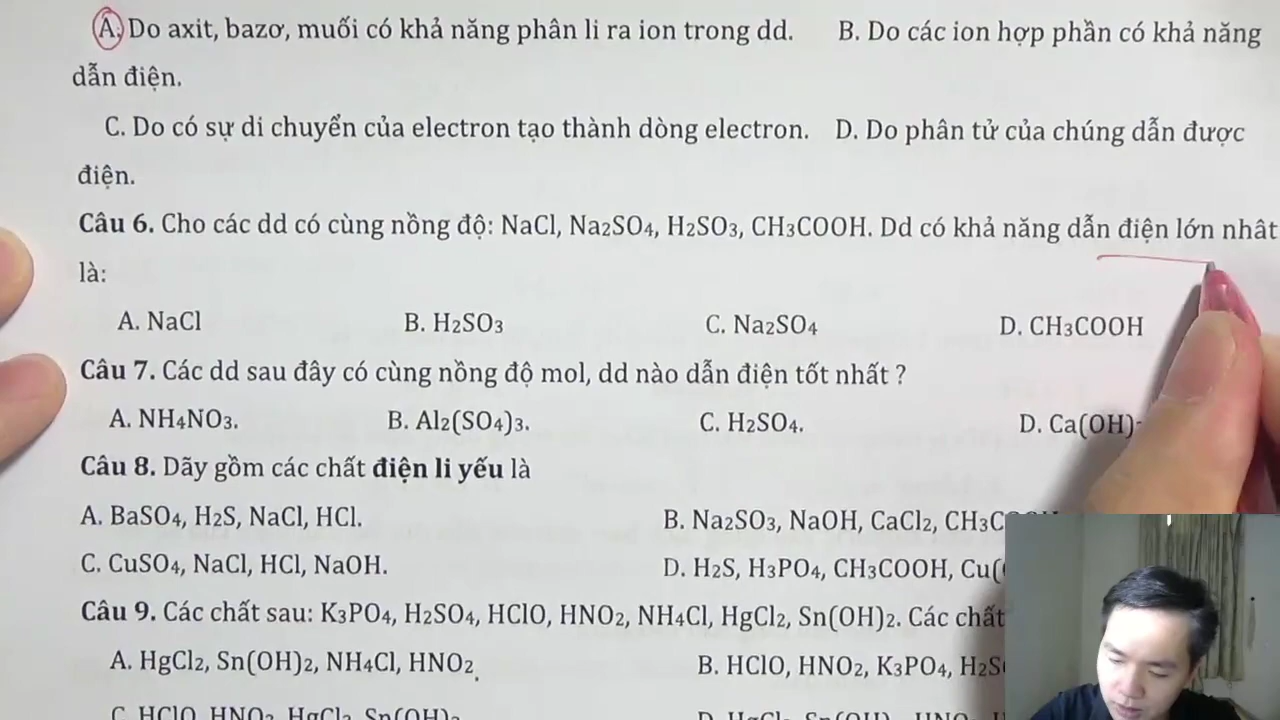 A. Do axit, bazơ, muối có khả năng phân li ra ion trong dd. B. Do các ion hợp phần có khả năng
dẫn điện.
C. Do có sự di chuyển của electron tạo thành dòng electron. D. Do phân tử của chúng dẫn được
điện.
Câu 6. Cho các dd có cùng nồng độ: NaCl, Na2SO4, H2SO3, CH3COOH. Dd có khả năng dẫn điện lớn nhât
là:
A. NaCl B. H2SO3 C. Na2SO4 D. CH3COOH
Câu 7. Các dd sau đây có cùng nồng độ mol, dd nào dẫn điện tốt nhất ?
A. NH4NO3. B. Al2(SO4)3. C. H2SO4. D. Ca(OH)
Câu 8. Dãy gồm các chất điện li yếu là
A. BaSO4, H2S, NaCl, HCl. B. Na2SO3, NaOH, CaCl2,
C. CuSO4, NaCl, HCl, NaOH. D. H2S, H3PO4, CH3COOH,
Câu 9. Các chất sau: K3PO4, H2SO4, HClO, HNO2, NH4Cl, HgCl2, Sn(OH)2. Các chất
A. HgCl2, Sn(OH)2, NH4Cl, HNO2. B. HClO, HNO2, K3PO4,
C. HClO, HNO2, HgCl2, Sn(OH)2